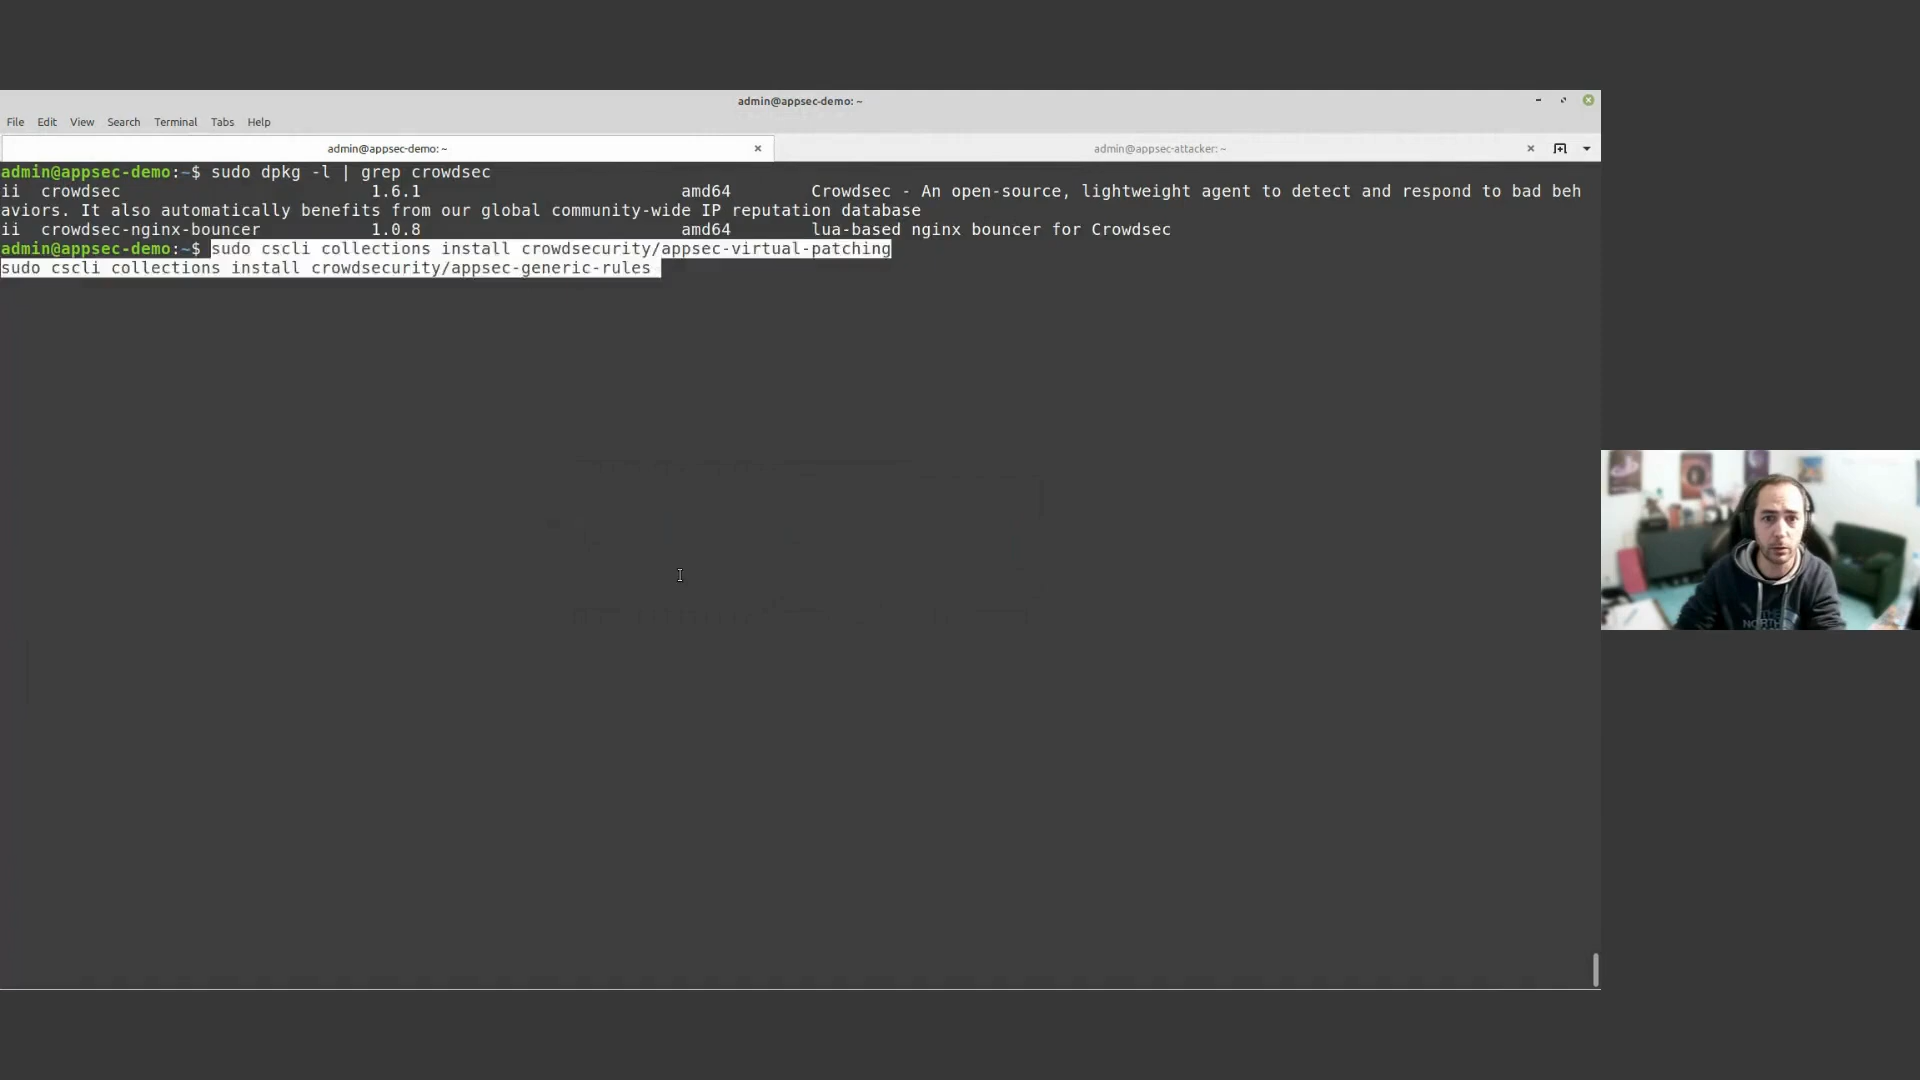 admin@appsec-demo: ~
File Edit View Search Terminal Tabs Help
admin@appsec-demo: ~ admin@appsec-attacker: ~
admin@appsec-demo:~$ sudo dpkg -l | grep crowdsec
ii crowdsec 1.6.1 amd64 Crowdsec - An open-source, lightweight agent to detect and respond to bad beh
aviors. It also automatically benefits from our global community-wide IP reputation database
ii crowdsec-nginx-bouncer 1.0.8 amd64 lua-based nginx bouncer for Crowdsec
admin@appsec-demo:~$ sudo cscli collections install crowdsecurity/appsec-virtual-patching
sudo cscli collections install crowdsecurity/appsec-generic-rules
THE
NORTH